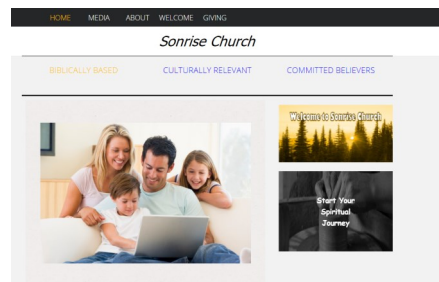 HOME MEDIA ABOUT WELCOME GIVING
Sonrise Church
BIBLICALLY BASED CULTURALLY RELEVANT COMMITTED BELIEVERS
Welcome to Sonrise Church
Start Your
Spiritual
Journey